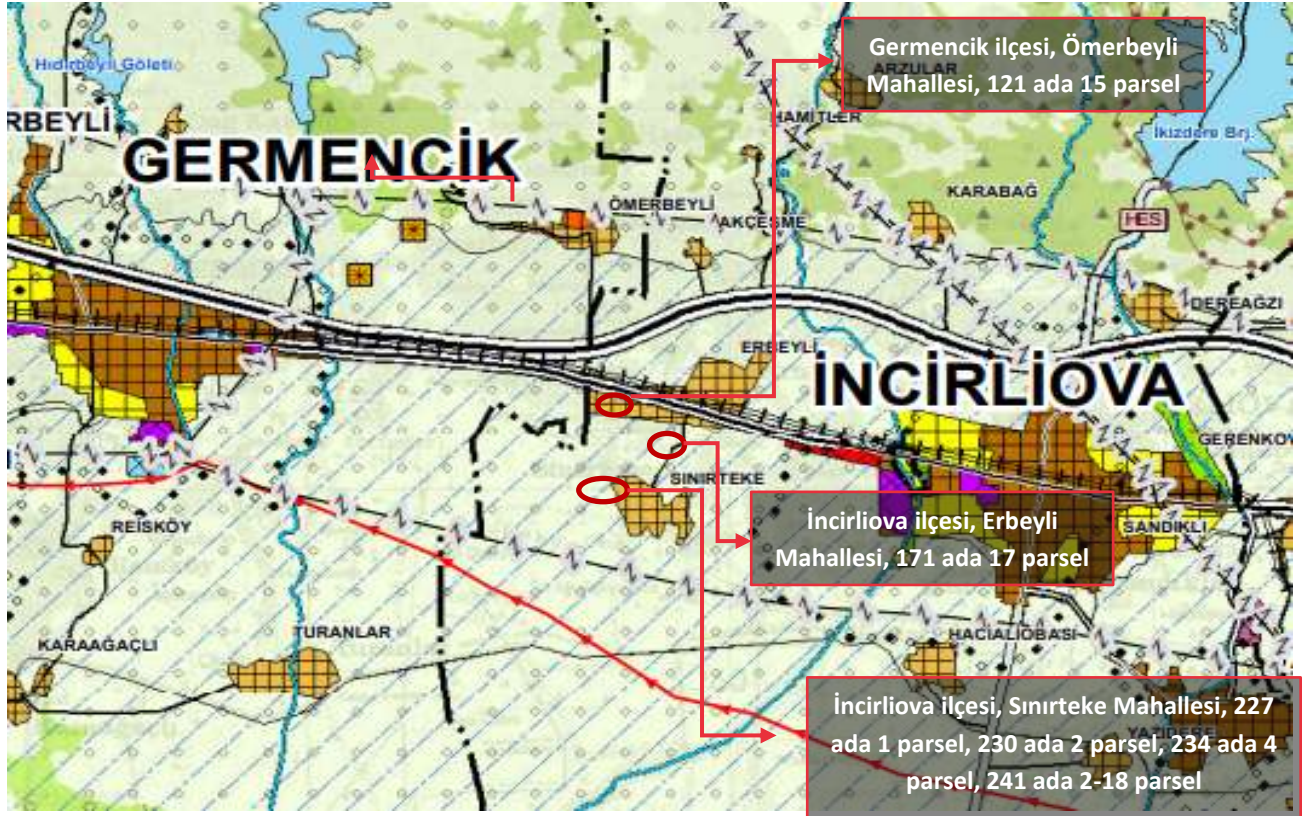 Germencik ilçesi, Ömerbeyli
Mahallesi, 121 ada 15 parsel
ARZULAR
Hıdırbeyli Göleti
RBEYLİ
HAMİTLER
İkizdere Brj.
GERMENCİK
KARABAĞ
ÖMERBEYLİ
AKÇEŞME
HES
DEREAĞZI
ERBEYLİ
İNCİRLİOVA
GERENKÖY
SINIRTEKE
REİSKÖY
İncirliova ilçesi, Erbeyli
Mahallesi, 171 ada 17 parsel
SANDIKLI
TURANLAR
HACIALİOBASI
KARAAĞAÇLI
İncirliova ilçesi, Sınırteke Mahallesi, 227
ada 1 parsel, 230 ada 2 parsel, 234 ada 4
parsel, 241 ada 2-18 parsel